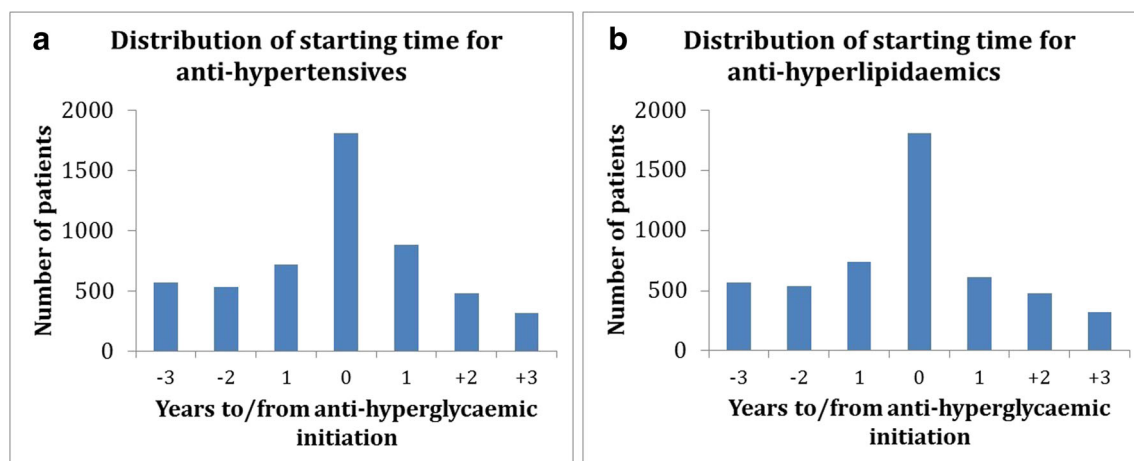 a
Distribution of starting time for
anti-hypertensives
Number of patients
2000
1500
1000
500
0
-3 -2 1 0 1 +2 +3
Years to/from anti-hyperglycaemic
initiation
b
Distribution of starting time for
anti-hyperlipidaemics
Number of patients
2000
1500
1000
500
0
-3 -2 1 0 1 +2 +3
Years to/from anti-hyperglycaemic
initiation